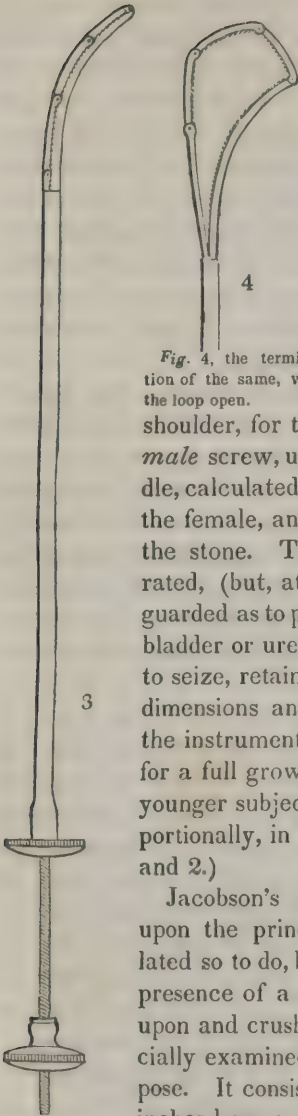 4
Fig. 4, the termi
tion of the same, w
the loop open.
shoulder, for t
male screw, u
dle, calculated
the female, an
the stone. T
rated, (but, at
guarded as to p
bladder or ure
to seize, retain
dimensions an
3
the instrument
for a full grow
younger subjec
portionally, in
and 2.)
Jacobson's
upon the prin
lated so to do, b
presence of a
upon and crush
cially examine
pose. It consis